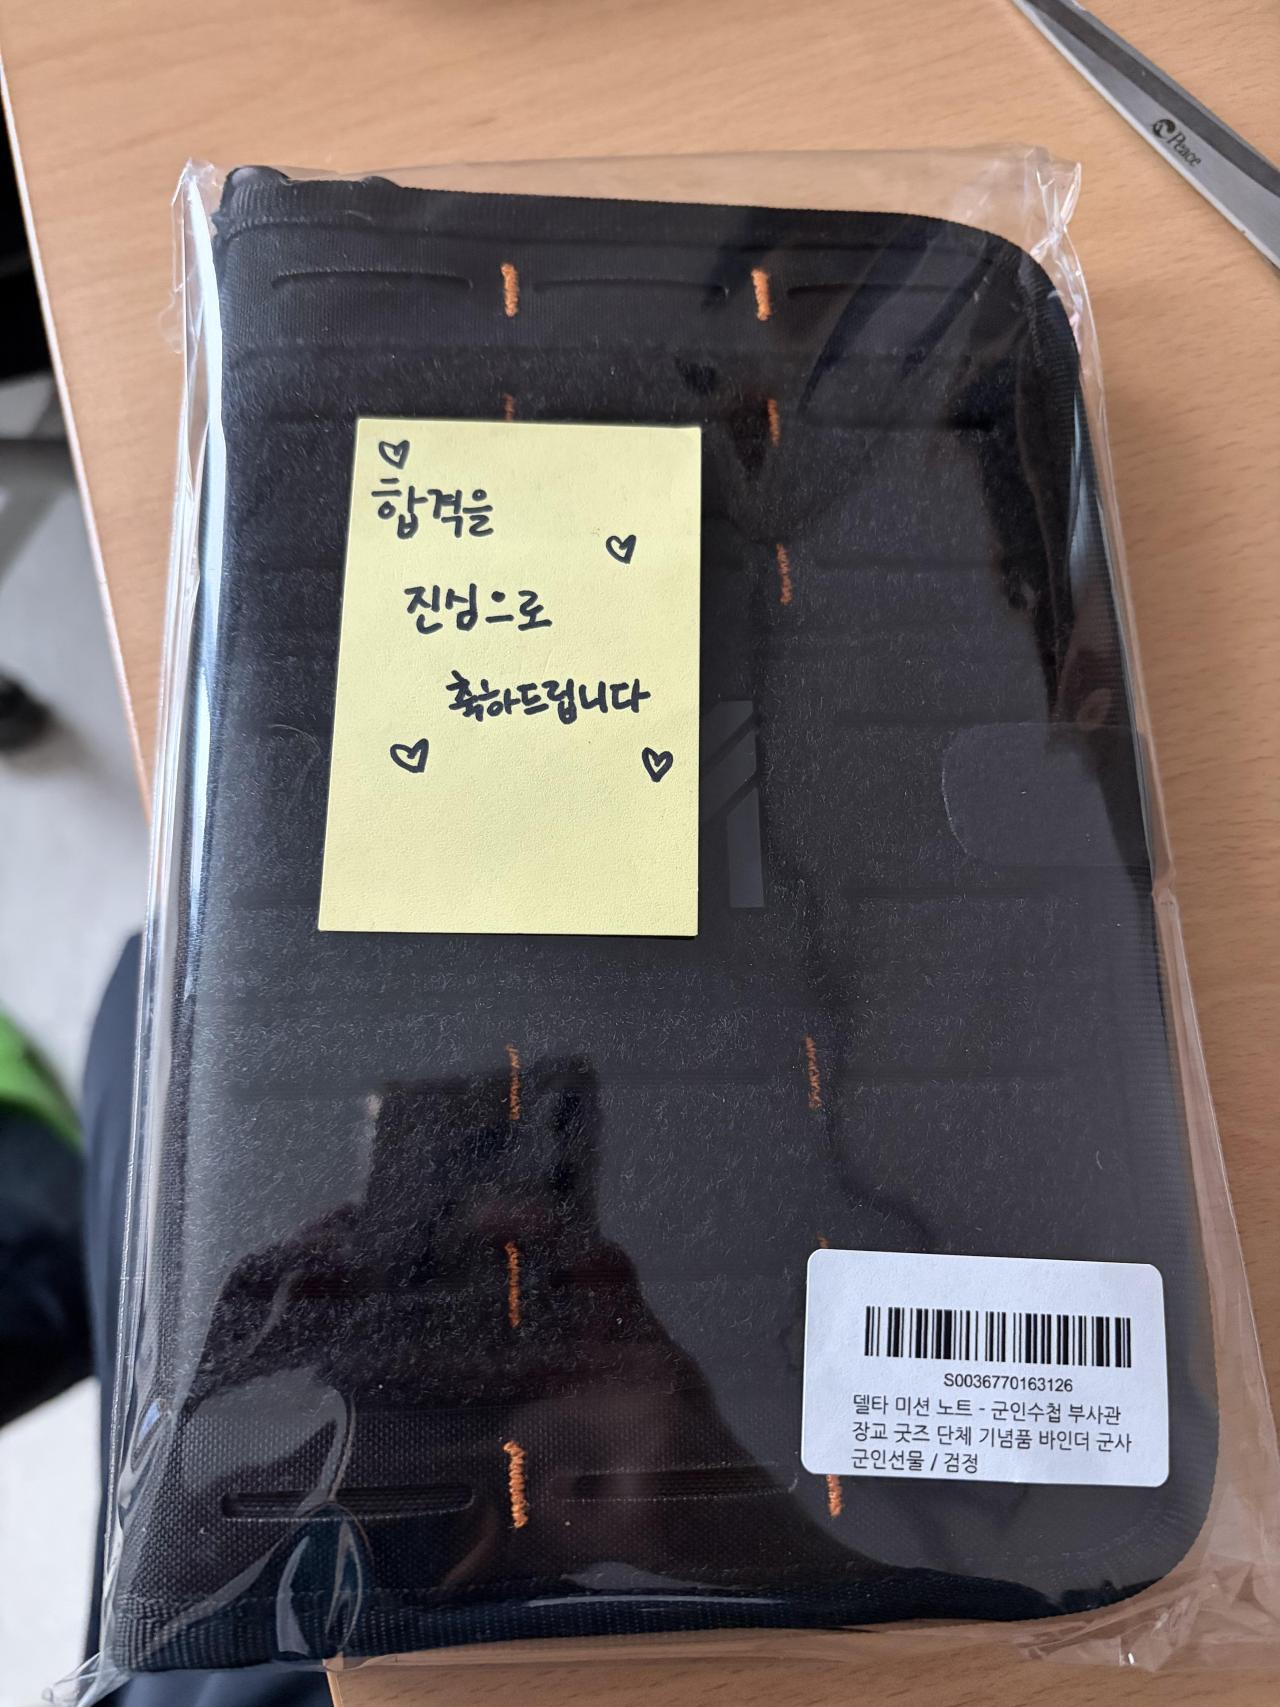 Peace
합격을
진심으로
축하드립니다
S0036770163126
델타 미션 노트 - 군인수첩 부사관
장교 굿즈 단체 기념품 바인더 군사
군인선물 / 검정